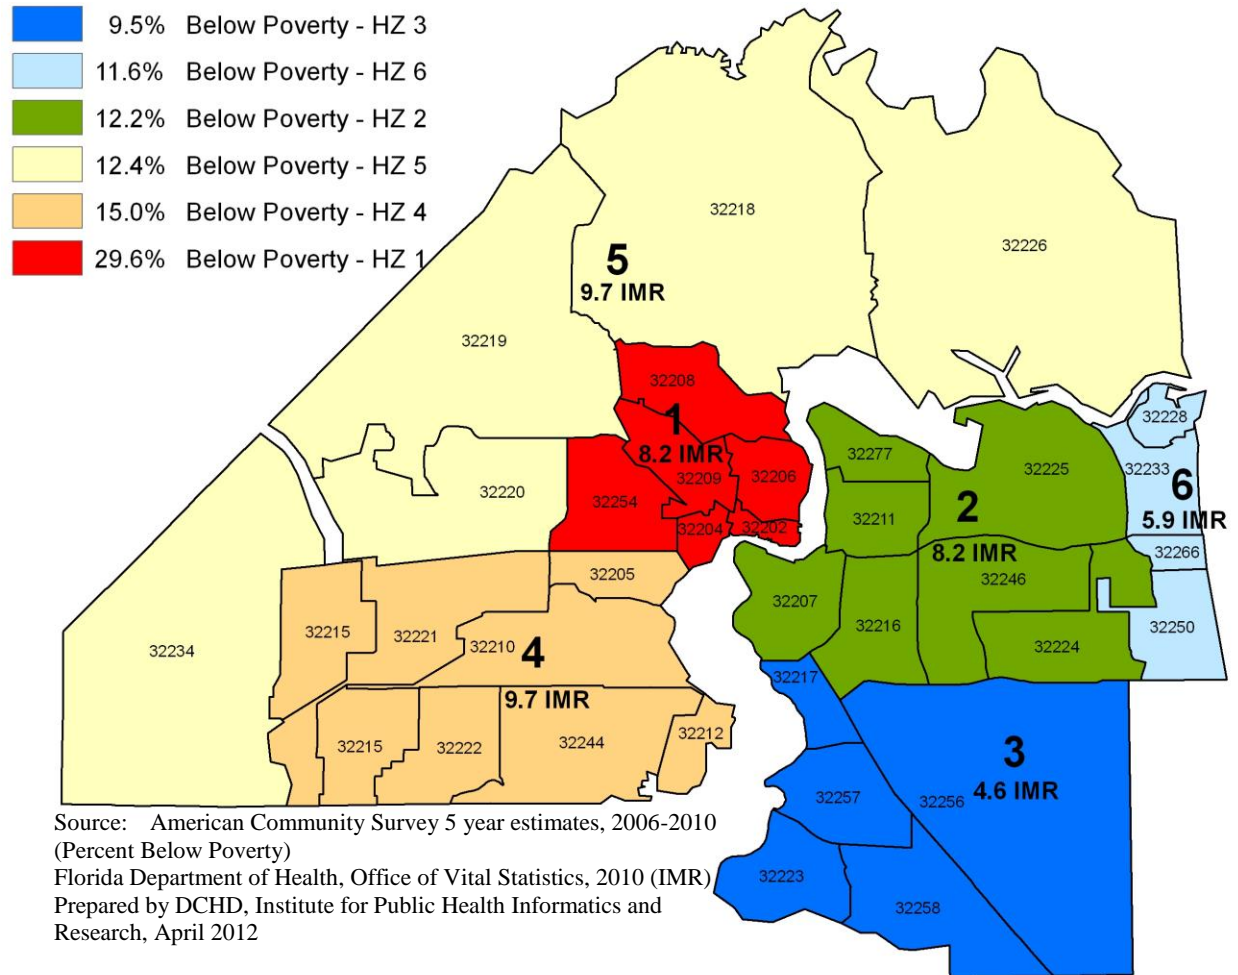 9.5% Below Poverty - HZ 3
11.6% Below Poverty - HZ 6
12.2% Below Poverty - HZ 2
12.4% Below Poverty - HZ 5
15.0% Below Poverty - HZ 4
29.6% Below Poverty - HZ 1
32218
32226
5
9.7 IMR
32219
32208
1
8.2 IMR
32209
32206
32254
32204
32202
32220
32277
32225
32211
2
8.2 IMR
32246
32207
32216
32224
32228
32233
6
5.9 IMR
32266
32250
32205
32215
32221
32210
4
9.7 IMR
32234
32215
32222
32244
32212
32217
3
4.6 IMR
32257
32256
32223
32258
Source: American Community Survey 5 year estimates, 2006-2010
(Percent Below Poverty)
Florida Department of Health, Office of Vital Statistics, 2010 (IMR)
Prepared by DCHD, Institute for Public Health Informatics and
Research, April 2012